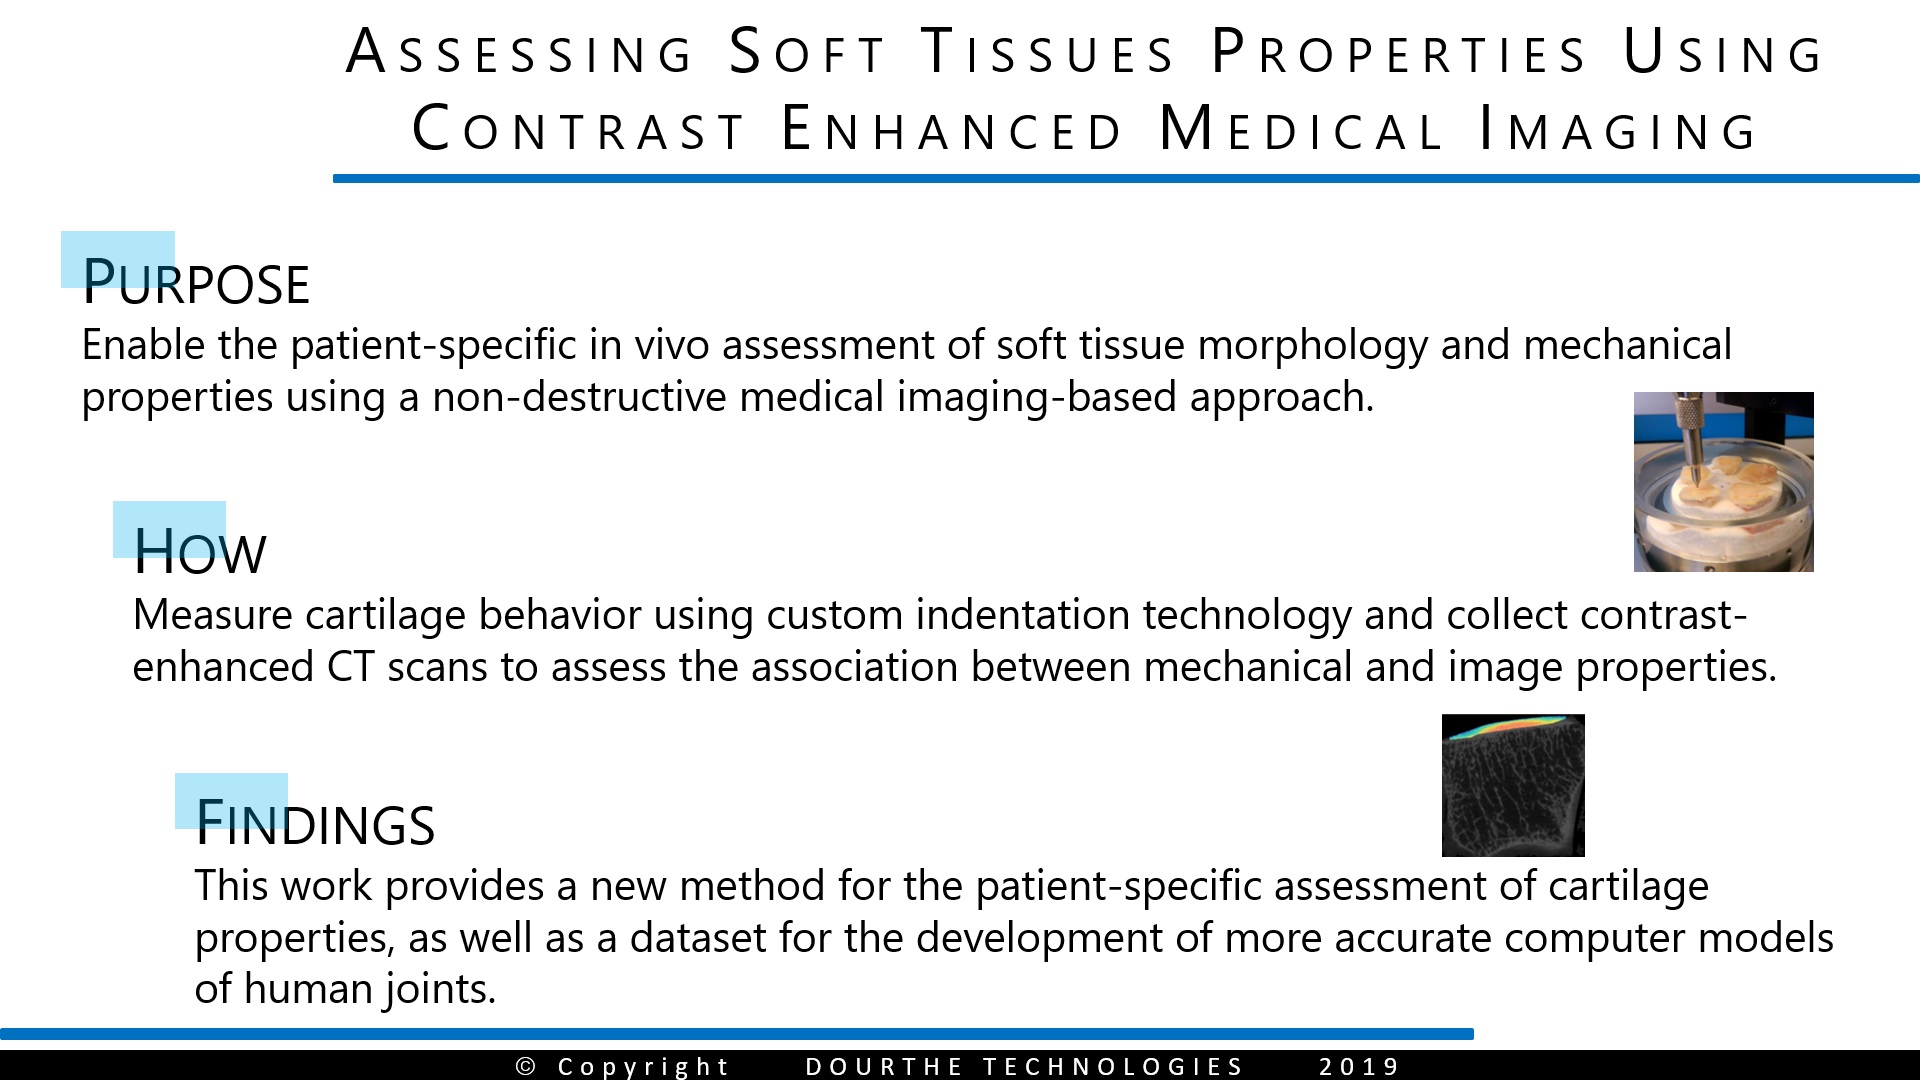 Assessing Soft Tissues Properties Using
Contrast Enhanced Medical Imaging
Purpose
Enable the patient-specific in vivo assessment of soft tissue morphology and mechanical
properties using a non-destructive medical imaging-based approach.
How
Measure cartilage behavior using custom indentation technology and collect contrast-
enhanced CT scans to assess the association between mechanical and image properties.
Findings
This work provides a new method for the patient-specific assessment of cartilage
properties, as well as a dataset for the development of more accurate computer models
of human joints.
© Copyright DOURTHE TECHNOLOGIES 2019